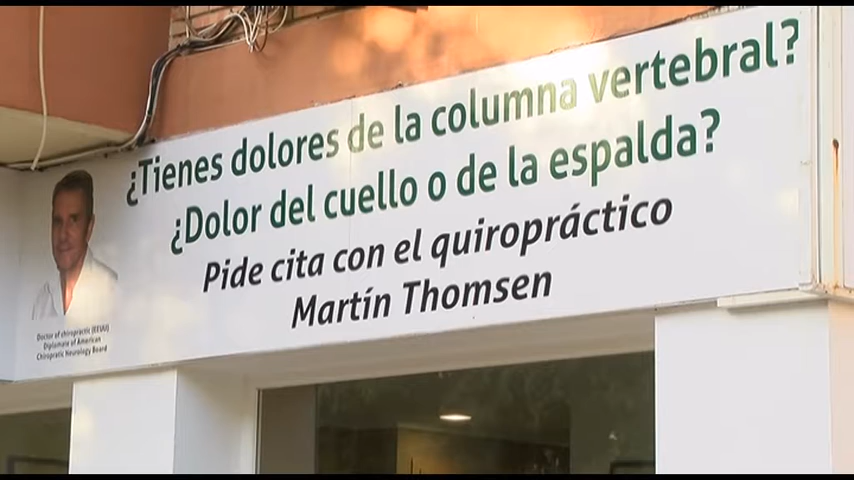 ¿Tienes dolores de la columna vertebral?
¿Dolor del cuello o de la espalda?
Pide cita con el quiropráctico
Martín Thomsen
Doctor of chiropractic (EEUU)
Diplomate of American
Chiropratic Neurology Board